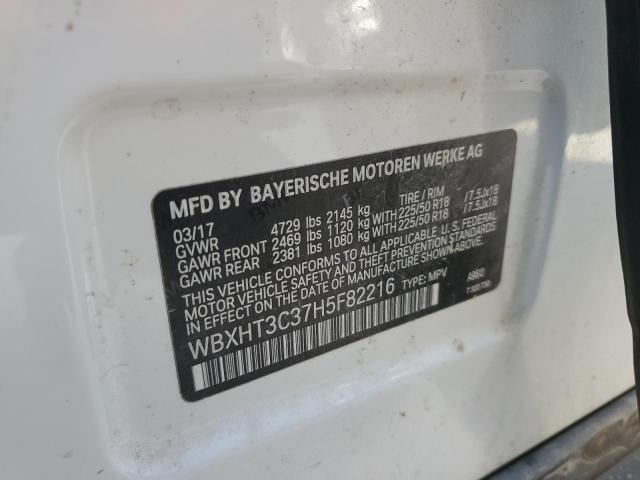 MFD BY BAYERISCHE MOTOREN WERKE AG
03/17 TIRE / RIM
GVWR 4729 lbs 2145 kg
GAWR FRONT 2469 lbs 1120 kg WITH 225/50 R18 /7.5Jx18
GAWR REAR 2381 lbs 1080 kg WITH 225/50 R18 /7.5Jx18
THIS VEHICLE CONFORMS TO ALL APPLICABLE U.S. FEDERAL
MOTOR VEHICLE SAFETY AND THEFT PREVENTION STANDARDS
IN EFFECT ON THE DATE OF MANUFACTURE SHOWN ABOVE.
WBXHT3C37H5F82216 TYPE: MPV A960